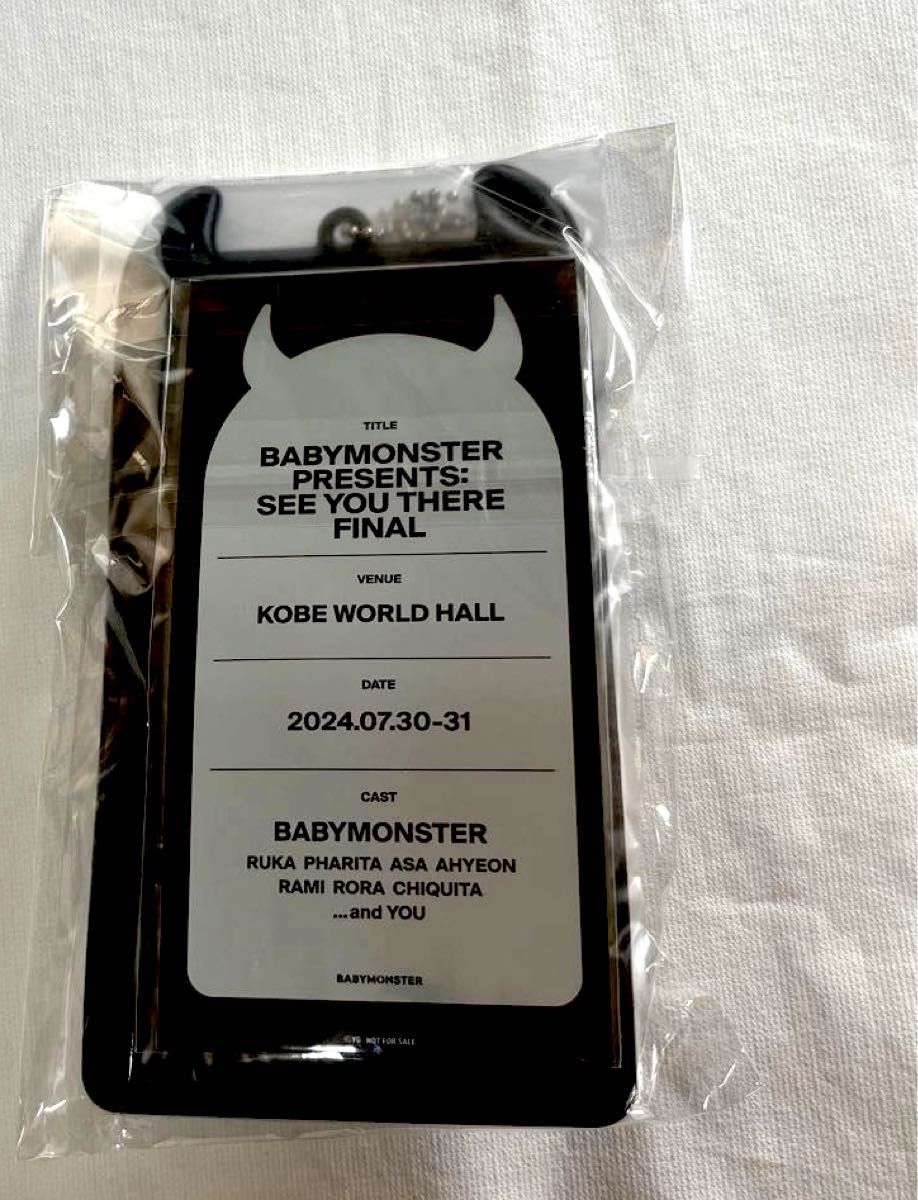 TITLE
BABYMONSTER
PRESENTS:
SEE YOU THERE
FINAL
VENUE
KOBE WORLD HALL
DATE
2024.07.30-31
CAST
BABYMONSTER
RUKA PHARITA ASA AHYEON
RAMI RORA CHIQUITA
...and YOU
BABYMONSTER
©YG NOT FOR SALE